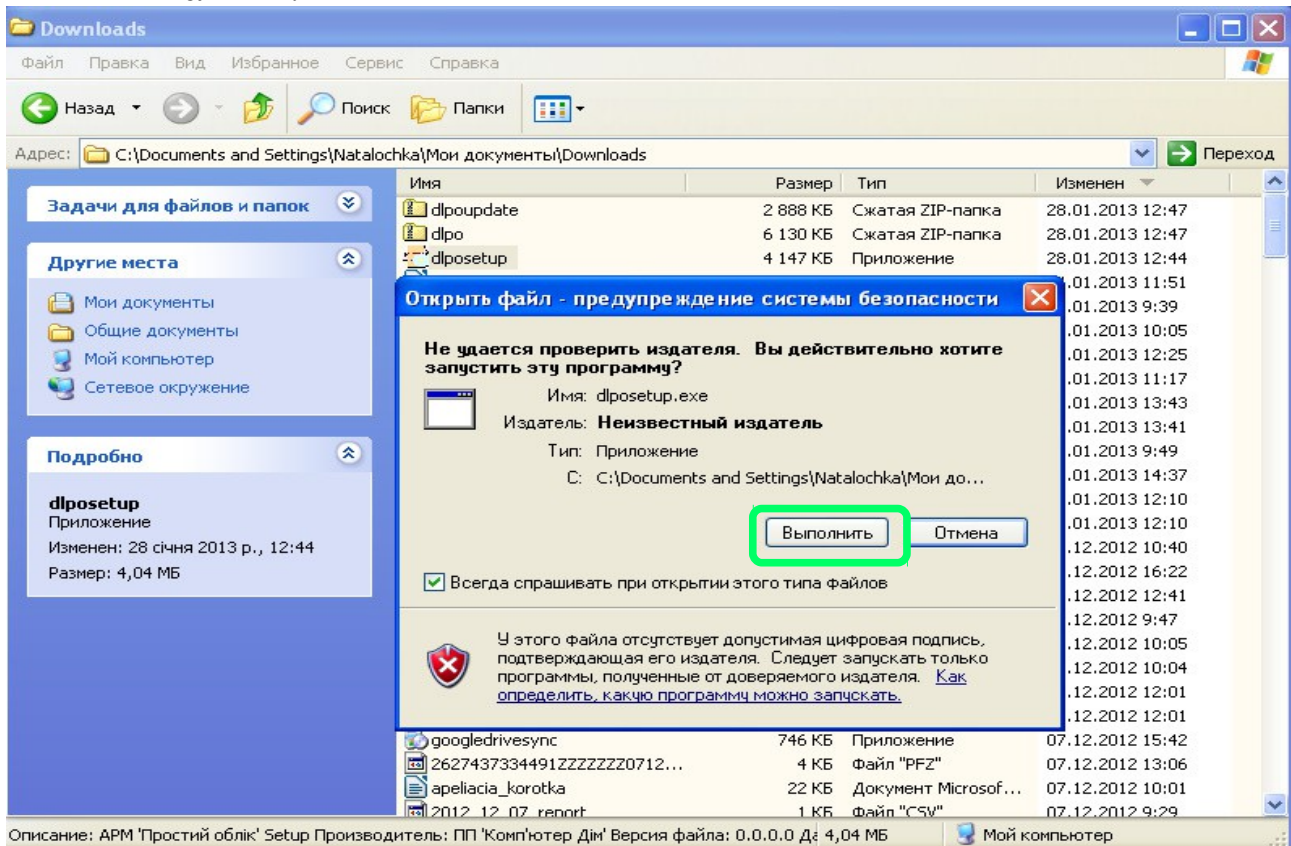 Downloads
Файл Правка Вид Избранное Сервис Справка
Назад Поиск Папки
Адрес: C:\Documents and Settings\Natalochka\Мои документы\Downloads Переход
Задачи для файлов и папок
Другие места
Мои документы
Общие документы
Мой компьютер
Сетевое окружение
Подробно
dlposetup
Приложение
Изменен: 28 січня 2013 р., 12:44
Размер: 4,04 МБ
Имя Размер Тип Изменен
dlpoupdate 2 888 КБ Сжатая ZIP-папка 28.01.2013 12:47
dlpo 6 130 КБ Сжатая ZIP-папка 28.01.2013 12:47
dlposetup 4 147 КБ Приложение 28.01.2013 12:44
.01.2013 11:51
.01.2013 9:39
.01.2013 10:05
.01.2013 12:25
.01.2013 11:17
.01.2013 13:43
.01.2013 13:41
.01.2013 9:49
.01.2013 14:37
.01.2013 12:10
.01.2013 12:10
.12.2012 10:40
.12.2012 16:22
.12.2012 12:41
.12.2012 9:47
.12.2012 10:05
.12.2012 10:04
.12.2012 12:01
.12.2012 12:01
Открыть файл - предупреждение системы безопасности
Не удается проверить издателя. Вы действительно хотите
запустить эту программу?
Имя: dlposetup.exe
Издатель: Неизвестный издатель
Тип: Приложение
С: C:\Documents and Settings\Natalochka\Мои до...
Выполнить Отмена
Всегда спрашивать при открытии этого типа файлов
У этого файла отсутствует допустимая цифровая подпись,
подтверждающая его издателя. Следует запускать только
программы, полученные от доверяемого издателя. Как
определить, какую программу можно запускать.
googledrivesync 746 КБ Приложение 07.12.2012 15:42
2627437334491ZZZZZZZ0712... 4 КБ Файл "PFZ" 07.12.2012 13:06
apeliacia_korotka 22 КБ Документ Microsof... 07.12.2012 10:01
2012_12_07_report 1 КБ Файл "CSV" 07.12.2012 9:29
Описание: АРМ 'Простий облік' Setup Производитель: ПП 'Комп'ютер Дім' Версия файла: 0.0.0.0 Да 4,04 МБ Мой компьютер